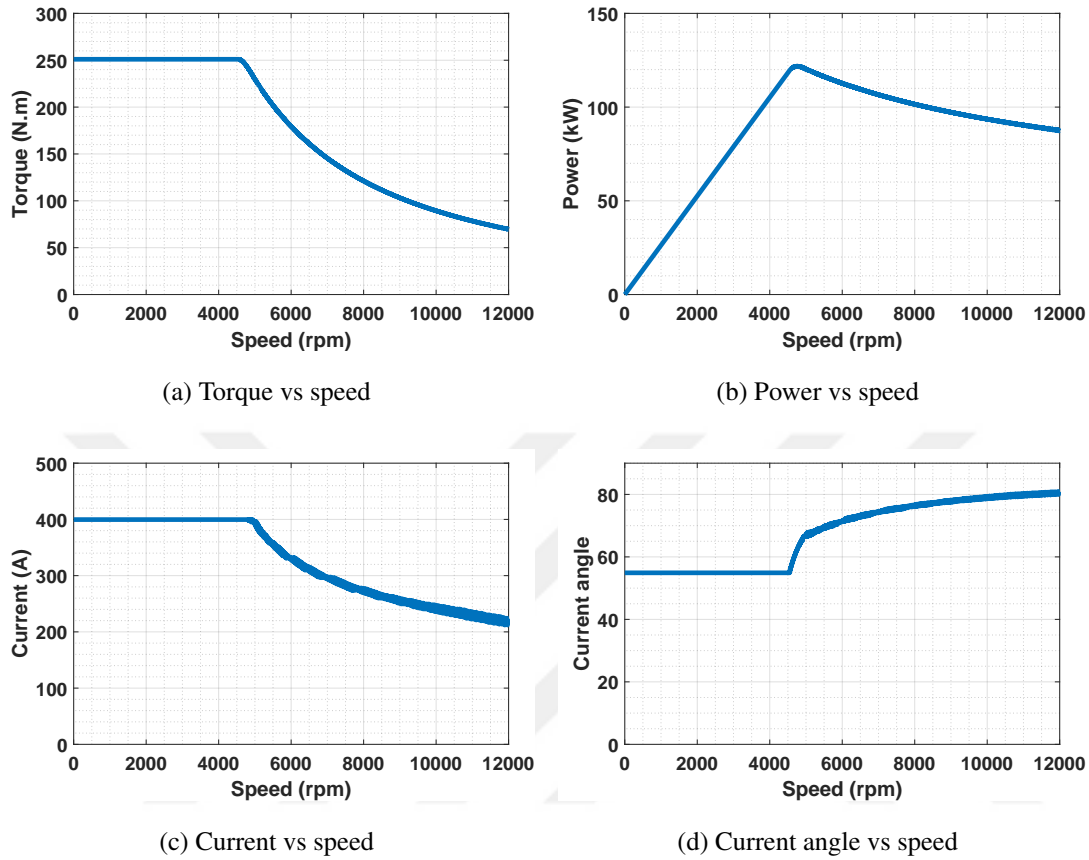 300
250
200
150
100
50
0
Torque (N.m)
0 2000 4000 6000 8000 10000 12000
Speed (rpm)
(a) Torque vs speed
150
100
50
0
Power (kW)
0 2000 4000 6000 8000 10000 12000
Speed (rpm)
(b) Power vs speed
500
400
300
200
100
0
Current (A)
0 2000 4000 6000 8000 10000 12000
Speed (rpm)
(c) Current vs speed
80
60
40
20
0
Current angle
0 2000 4000 6000 8000 10000 12000
Speed (rpm)
(d) Current angle vs speed